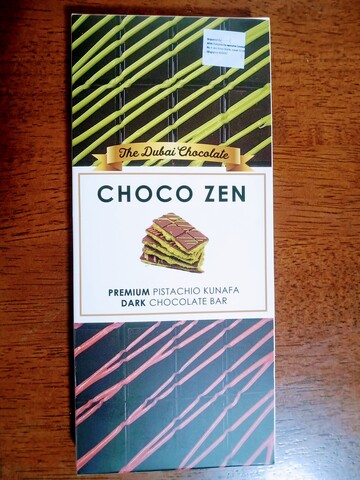 The Dubai Chocolate
CHOCO ZEN
PREMIUM PISTACHIO KUNAFA
DARK CHOCOLATE BAR